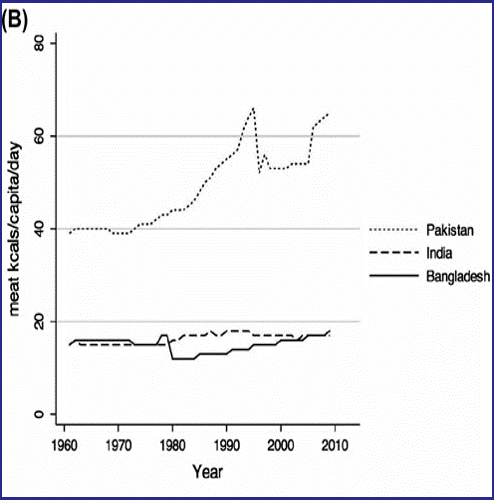 (B)
80
60
40
20
0
meat kcals/capita/day
1960 1970 1980 1990 2000 2010
Year
Pakistan
India
Bangladesh